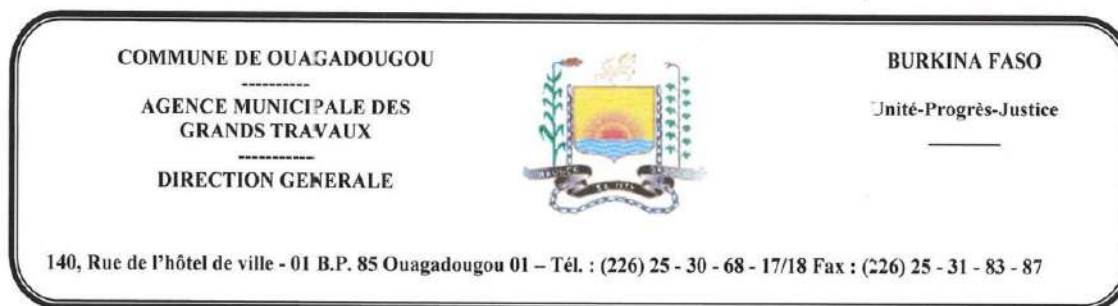 COMMUNE DE OUAGADOUGOU
----------
AGENCE MUNICIPALE DES
GRANDS TRAVAUX
-----------
DIRECTION GENERALE
BURKINA FASO
Unité-Progrès-Justice
140, Rue de l'hôtel de ville - 01 B.P. 85 Ouagadougou 01 – Tél. : (226) 25 - 30 - 68 - 17/18 Fax : (226) 25 - 31 - 83 - 87